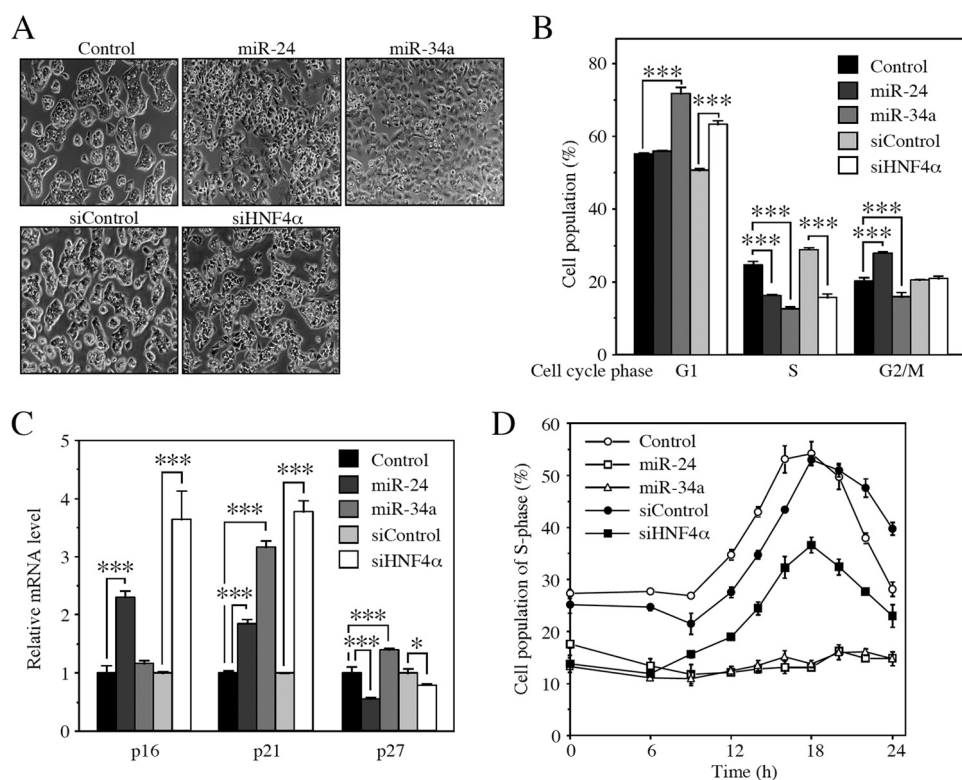 A
Control
miR-24
miR-34a
siControl
siHNF4α
B
Cell population (%)
80
60
40
20
0
***
***
***
***
***
***
***
Control
miR-24
miR-34a
siControl
siHNF4α
Cell cycle phase
G1
S
G2/M
C
Relative mRNA level
5
4
3
2
1
0
***
***
***
***
***
***
*
Control
miR-24
miR-34a
siControl
siHNF4α
p16
p21
p27
D
Cell population of S-phase (%)
60
50
40
30
20
10
0
Control
miR-24
miR-34a
siControl
siHNF4α
0
6
12
18
24
Time (h)